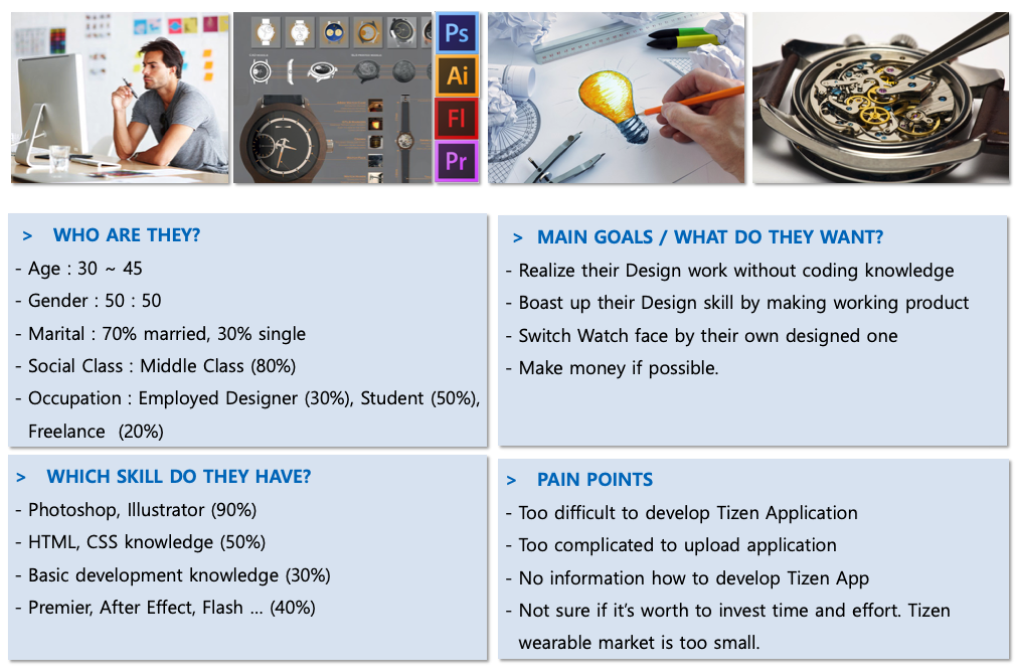 Ps
Ai
Fl
Pr
> WHO ARE THEY?
- Age : 30 ~ 45
- Gender : 50 : 50
- Marital : 70% married, 30% single
- Social Class : Middle Class (80%)
- Occupation : Employed Designer (30%), Student (50%),
Freelance (20%)
> MAIN GOALS / WHAT DO THEY WANT?
- Realize their Design work without coding knowledge
- Boast up their Design skill by making working product
- Switch Watch face by their own designed one
- Make money if possible.
> WHICH SKILL DO THEY HAVE?
- Photoshop, Illustrator (90%)
- HTML, CSS knowledge (50%)
- Basic development knowledge (30%)
- Premier, After Effect, Flash ... (40%)
> PAIN POINTS
- Too difficult to develop Tizen Application
- Too complicated to upload application
- No information how to develop Tizen App
- Not sure if it's worth to invest time and effort. Tizen
wearable market is too small.